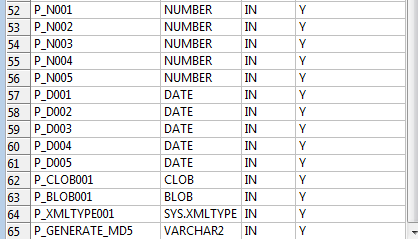 52 P_N001 NUMBER IN Y
53 P_N002 NUMBER IN Y
54 P_N003 NUMBER IN Y
55 P_N004 NUMBER IN Y
56 P_N005 NUMBER IN Y
57 P_D001 DATE IN Y
58 P_D002 DATE IN Y
59 P_D003 DATE IN Y
60 P_D004 DATE IN Y
61 P_D005 DATE IN Y
62 P_CLOB001 CLOB IN Y
63 P_BLOB001 BLOB IN Y
64 P_XMLTYPE001 SYS.XMLTYPE IN Y
65 P_GENERATE_MD5 VARCHAR2 IN Y